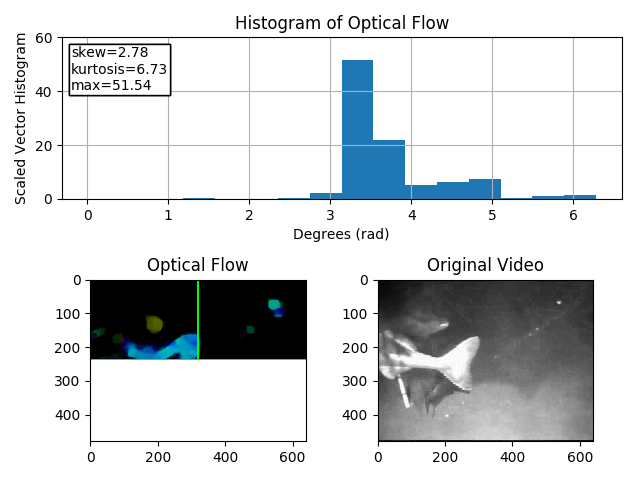 Histogram of Optical Flow
Scaled Vector Histogram
60
40
20
0
skew=2.78
kurtosis=6.73
max=51.54
0 1 2 3 4 5 6
Degrees (rad)
Optical Flow
0
100
200
300
400
0 200 400 600
Original Video
0
100
200
300
400
0 200 400 600